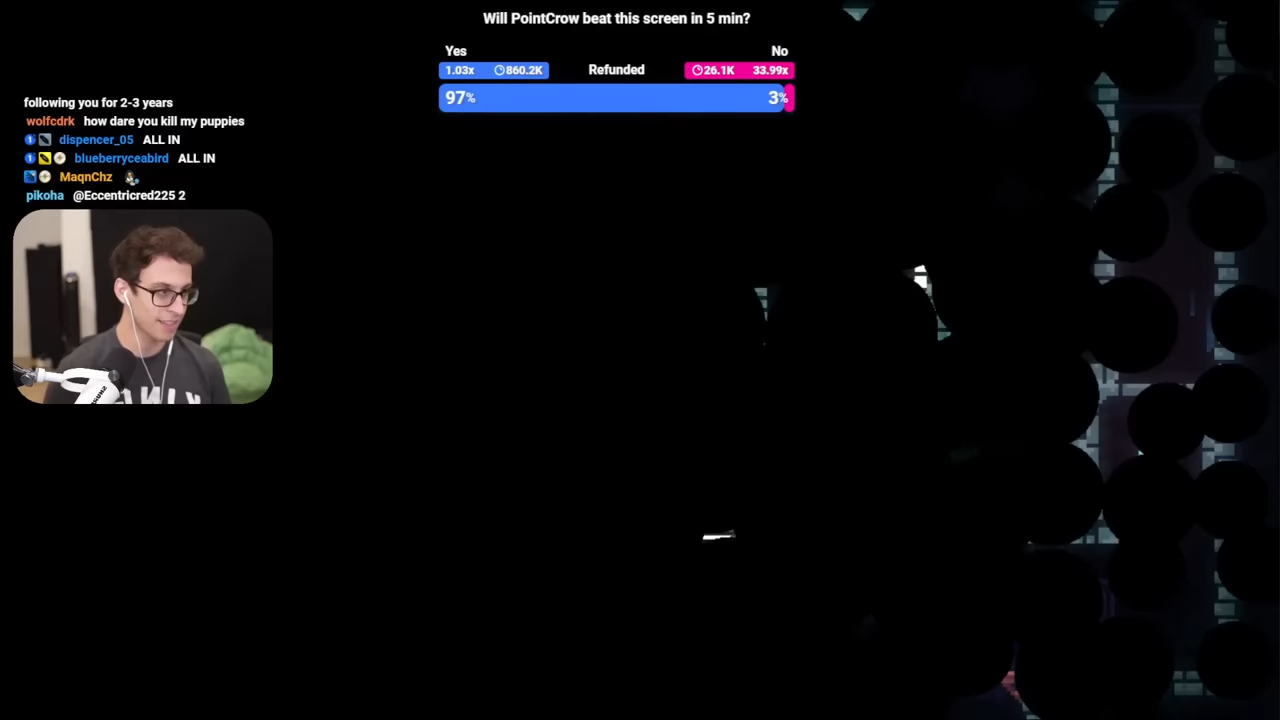 Will PointCrow beat this screen in 5 min?
Yes
No
1.03x 860.2K
Refunded
26.1K 33.99x
97%
3%
following you for 2-3 years
wolfcdrk how dare you kill my puppies
dispencer_05 ALL IN
blueberryceabird ALL IN
MaqnChz
pikoha @Eccentricred225 2